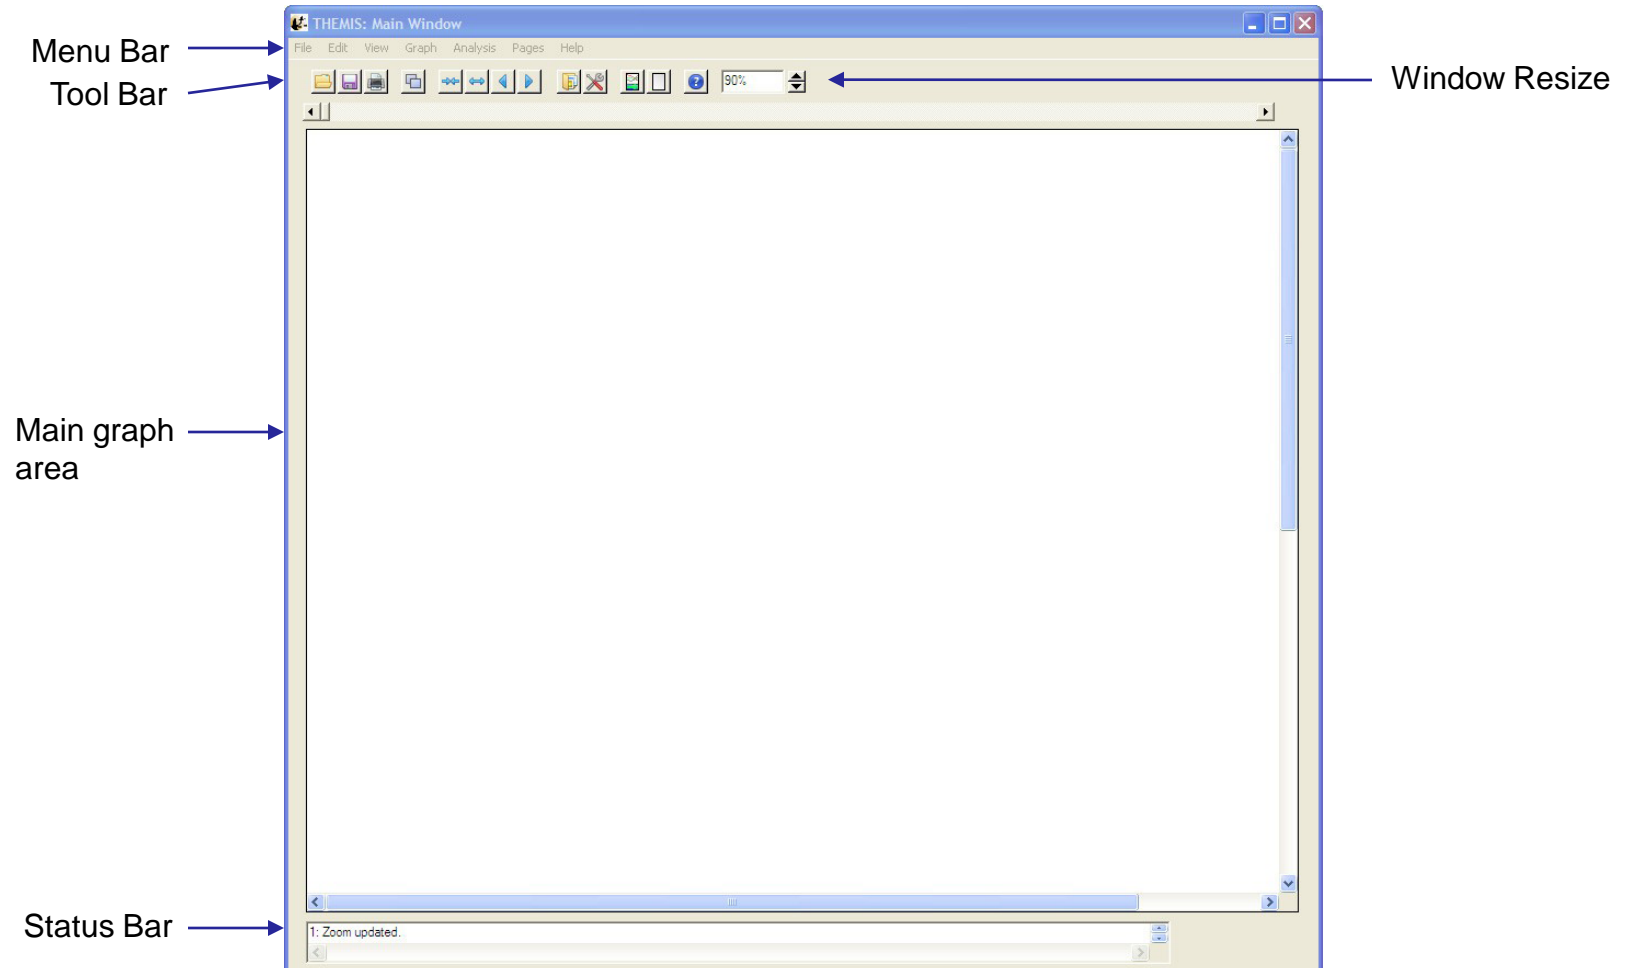 THEMIS: Main Window
Menu Bar
File Edit View Graph Analysis Pages Help
Tool Bar
90%
Window Resize
Main graph
area
Status Bar
1: Zoom updated.